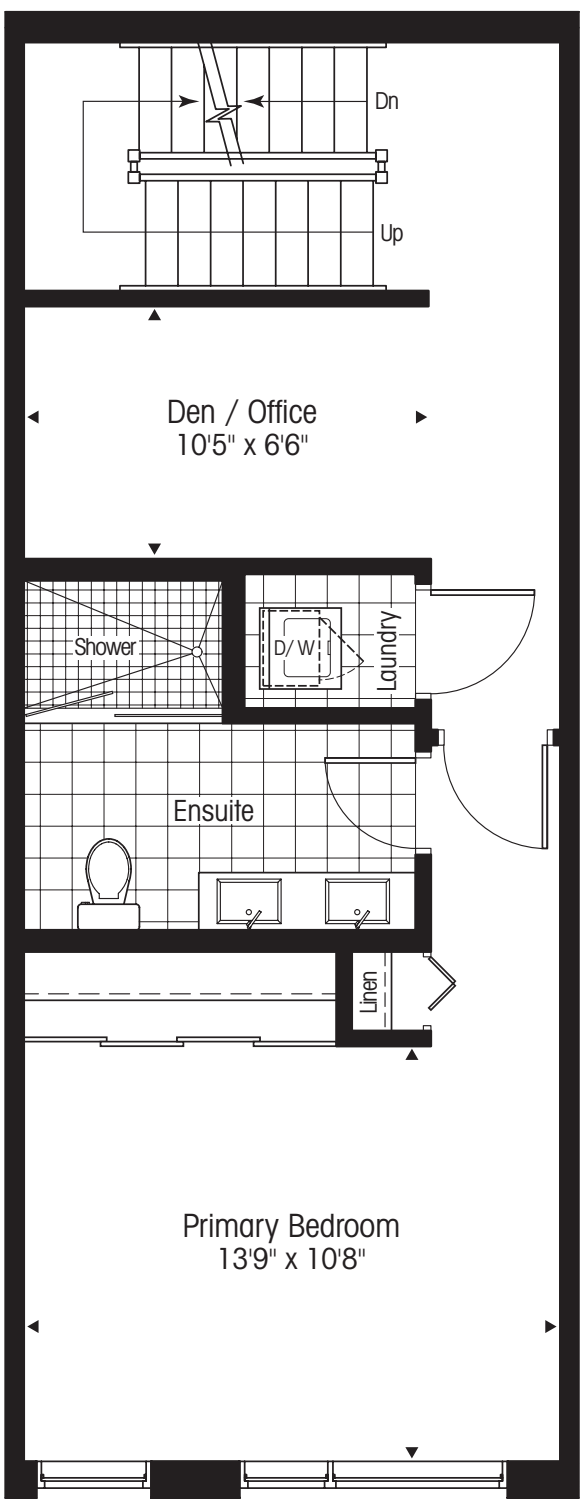 Dn
Up
Den / Office
10'5" x 6'6"
Shower
D/W
Laundry
Ensuite
Linen
Primary Bedroom
13'9" x 10'8"